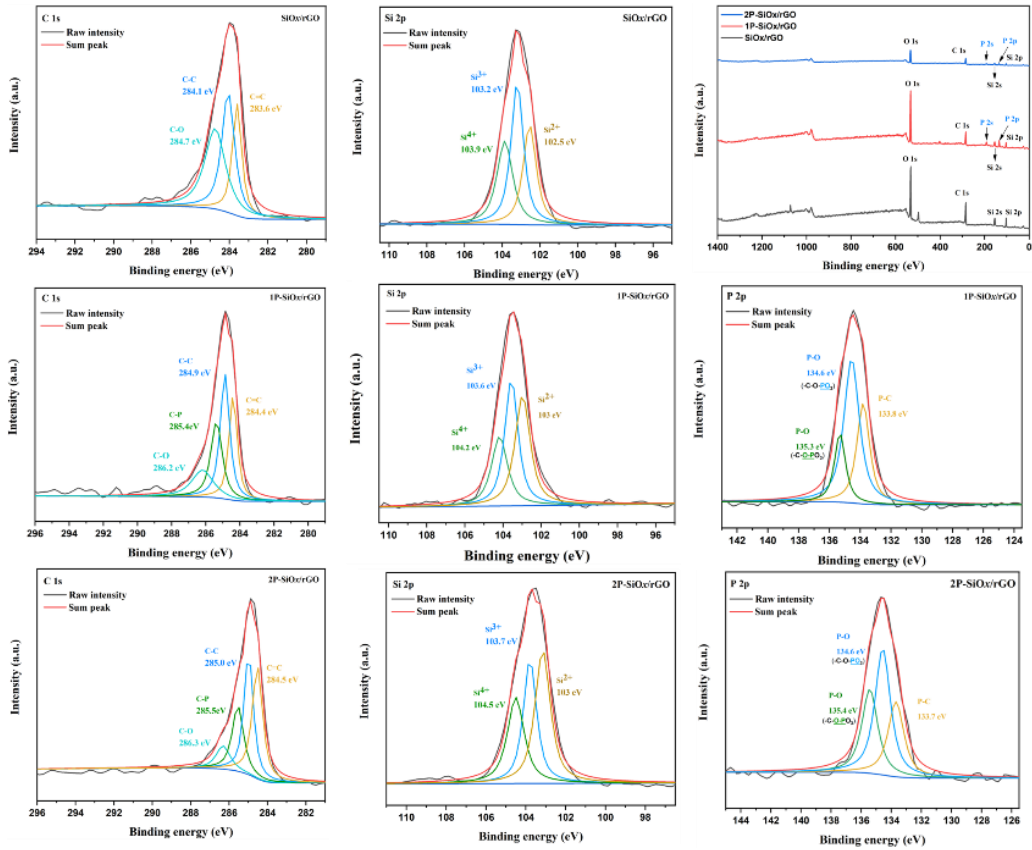 C 1s
SiOx/rGO
Raw intensity
Sum peak
C-C
284.1 eV
C=C
283.6 eV
C-O
284.7 eV
Intensity (a.u.)
294 292 290 288 286 284 282 280
Binding energy (eV)
Si 2p
SiOx/rGO
Raw intensity
Sum peak
Si3+
103.2 eV
Si4+
103.9 eV
Si2+
102.5 eV
Intensity (a.u.)
110 108 106 104 102 100 98 96
Binding energy (eV)
2P-SiOx/rGO
1P-SiOx/rGO
SiOx/rGO
O 1s
C 1s
P 2s
P 2p
Si 2p
Si 2s
O 1s
C 1s
P 2s
P 2p
Si 2p
Si 2s
O 1s
C 1s
Si 2s
Si 2p
Intensity (a.u.)
1400 1200 1000 800 600 400 200 0
Binding energy (eV)
C 1s
1P-SiOx/rGO
Raw intensity
Sum peak
C-C
284.9 eV
C=C
284.4 eV
C-P
285.4eV
C-O
286.2 eV
Intensity (a.u.)
296 294 292 290 288 286 284 282 280
Binding energy (eV)
Si 2p
1P-SiOx/rGO
Raw intensity
Sum peak
Si3+
103.6 eV
Si2+
103 eV
Si4+
104.2 eV
Intensity (a.u.)
110 108 106 104 102 100 98 96
Binding energy (eV)
P 2p
1P-SiOx/rGO
Raw intensity
Sum peak
P-O
134.6 eV
(-C-O-PO3)
P-C
133.8 eV
P-O
135.3 eV
(-C-O-PO3)
Intensity (a.u.)
142 140 138 136 134 132 130 128 126 124
Binding energy (eV)
C 1s
2P-SiOx/rGO
Raw intensity
Sum peak
C-C
285.0 eV
C=C
284.5 eV
C-P
285.5eV
C-O
286.3 eV
Intensity (a.u.)
296 294 292 290 288 286 284 282
Binding energy (eV)
Si 2p
2P-SiOx/rGO
Raw intensity
Sum peak
Si3+
103.7 eV
Si2+
103 eV
Si4+
104.5 eV
Intensity (a.u.)
110 108 106 104 102 100 98
Binding energy (eV)
P 2p
2P-SiOx/rGO
Raw intensity
Sum peak
P-O
134.6 eV
(-C-O-PO3)
P-O
135.4 eV
(-C-O-PO3)
P-C
133.7 eV
Intensity (a.u.)
144 142 140 138 136 134 132 130 128 126
Binding energy (eV)